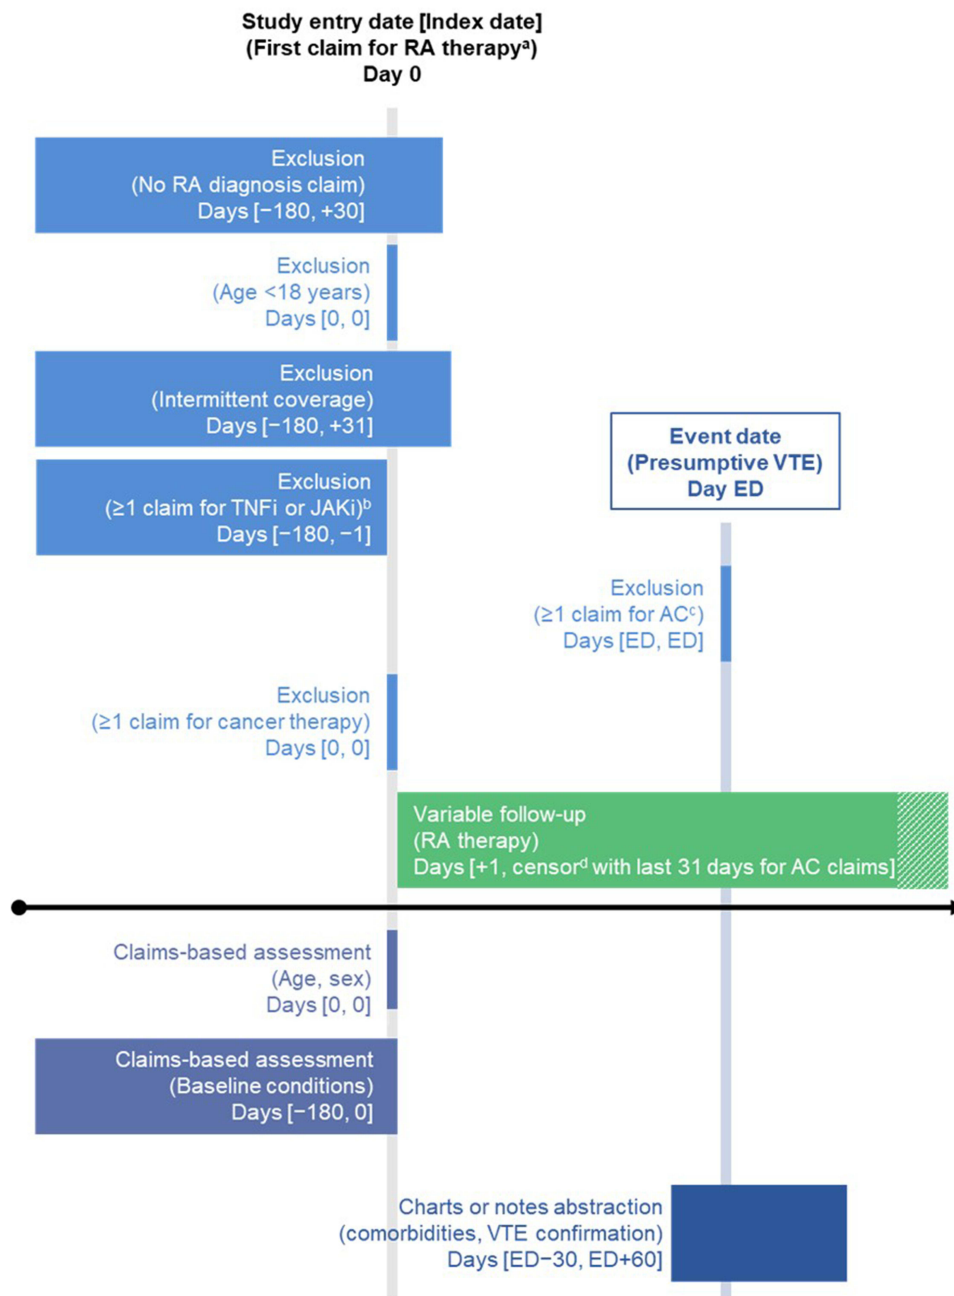 Study entry date [Index date]
(First claim for RA therapyᵃ)
Day 0
Exclusion
(No RA diagnosis claim)
Days [−180, +30]
Exclusion
(Age <18 years)
Days [0, 0]
Exclusion
(Intermittent coverage)
Days [−180, +31]
Exclusion
(≥1 claim for TNFi or JAKi)ᵇ
Days [−180, −1]
Event date
(Presumptive VTE)
Day ED
Exclusion
(≥1 claim for ACᶜ)
Days [ED, ED]
Exclusion
(≥1 claim for cancer therapy)
Days [0, 0]
Variable follow-up
(RA therapy)
Days [+1, censorᵈ with last 31 days for AC claims]
Claims-based assessment
(Age, sex)
Days [0, 0]
Claims-based assessment
(Baseline conditions)
Days [−180, 0]
Charts or notes abstraction
(comorbidities, VTE confirmation)
Days [ED−30, ED+60]